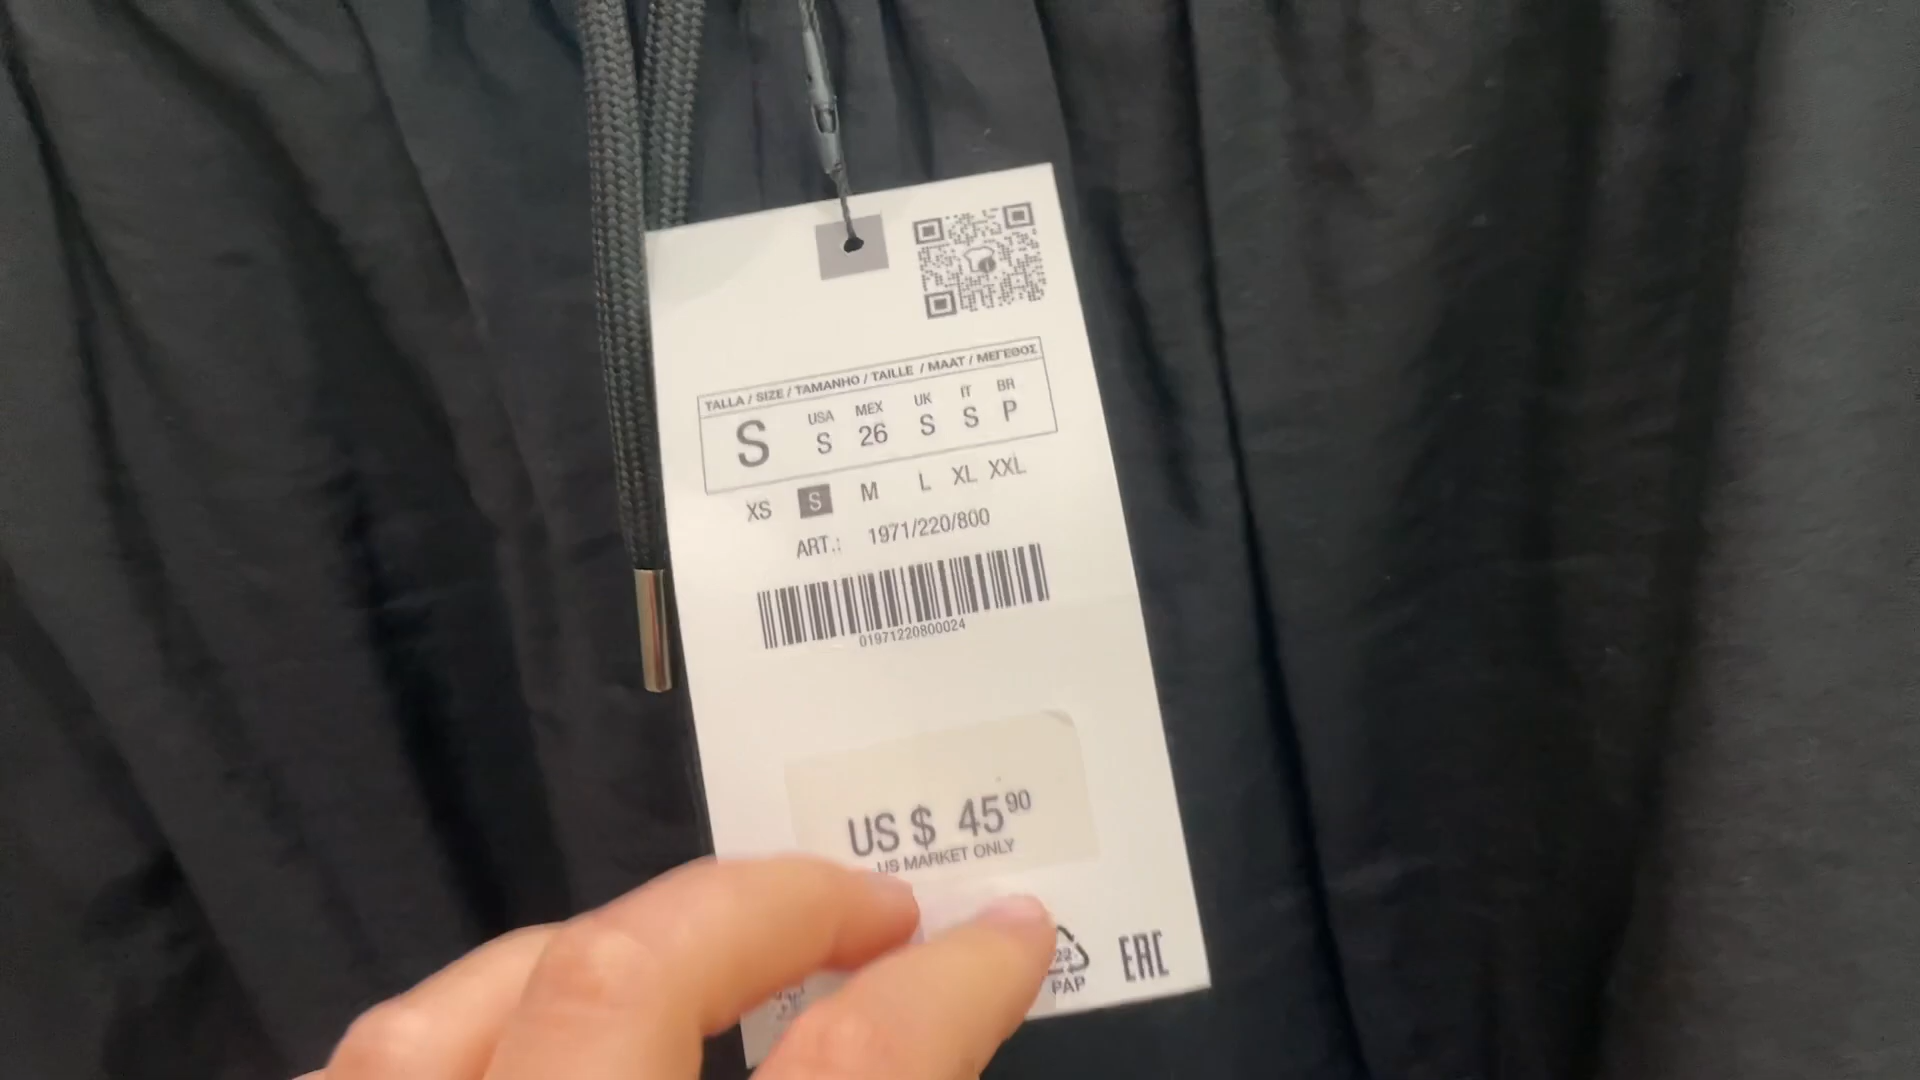 TALLA / SIZE / TAMANHO / TAILLE / MAAT / ΜΕΓΕΘΟΣ
USA MEX UK IT BR
S S 26 S S P
XS S M L XL XXL
ART.: 1971/220/800
01971220800024
US $ 45 90
US MARKET ONLY
22
PAP
EAC